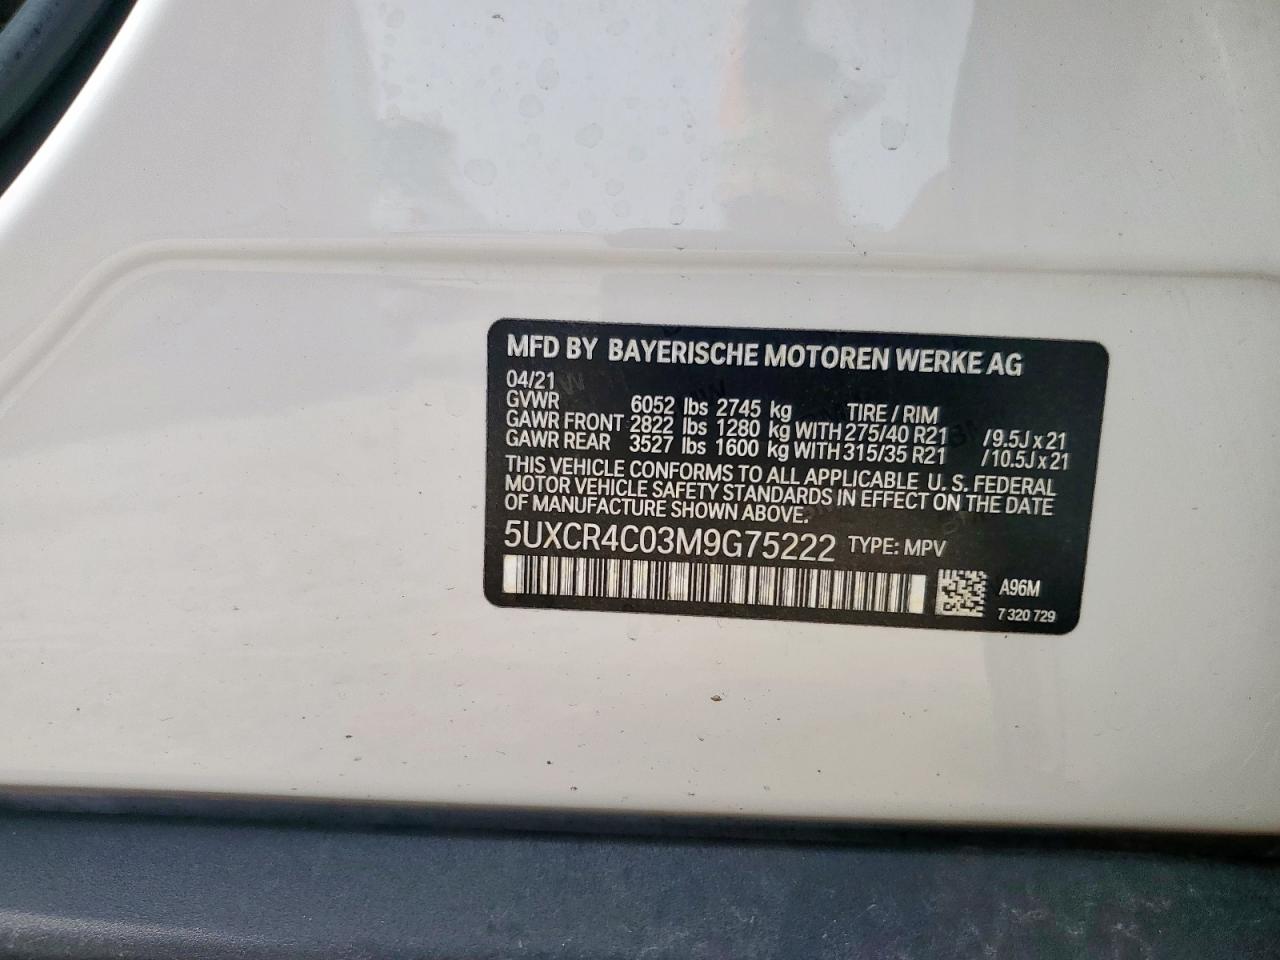 MFD BY BAYERISCHE MOTOREN WERKE AG
04/21
GVWR 6052 lbs 2745 kg TIRE / RIM
GAWR FRONT 2822 lbs 1280 kg WITH 275/40 R21 /9.5J x 21
GAWR REAR 3527 lbs 1600 kg WITH 315/35 R21 /10.5J x 21
THIS VEHICLE CONFORMS TO ALL APPLICABLE U. S. FEDERAL
MOTOR VEHICLE SAFETY STANDARDS IN EFFECT ON THE DATE
OF MANUFACTURE SHOWN ABOVE.
5UXCR4C03M9G75222 TYPE: MPV
A96M
7 320 729